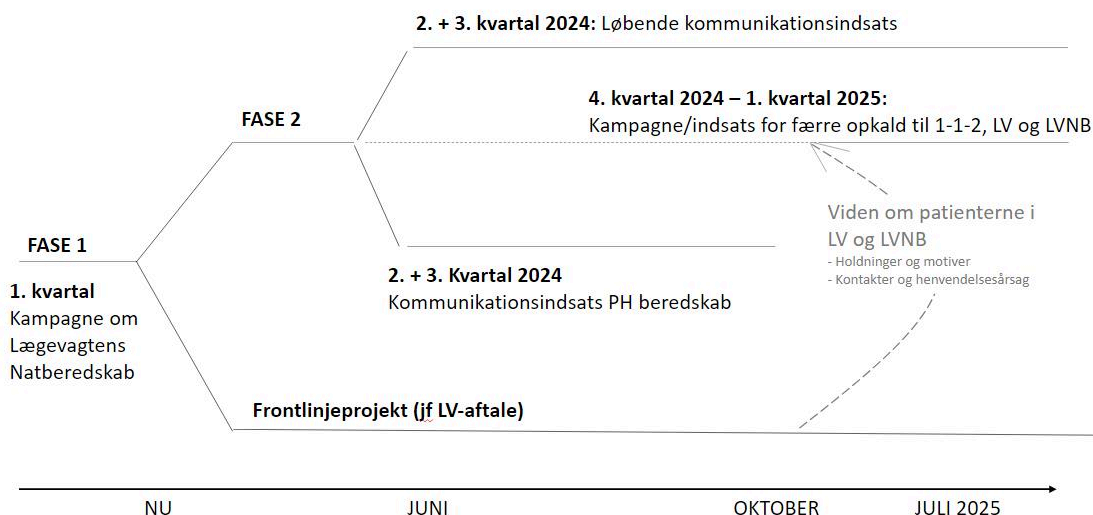 2. + 3. kvartal 2024: Løbende kommunikationsindsats
4. kvartal 2024 – 1. kvartal 2025:
Kampagne/indsats for færre opkald til 1-1-2, LV og LVNB
FASE 2
Viden om patienterne i
LV og LVNB
- Holdninger og motiver
- Kontakter og henvendelsesårsag
FASE 1
1. kvartal
Kampagne om
Lægevagtens
Natberedskab
2. + 3. Kvartal 2024
Kommunikationsindsats PH beredskab
Frontlinjeprojekt (jf LV-aftale)
NU
JUNI
OKTOBER
JULI 2025